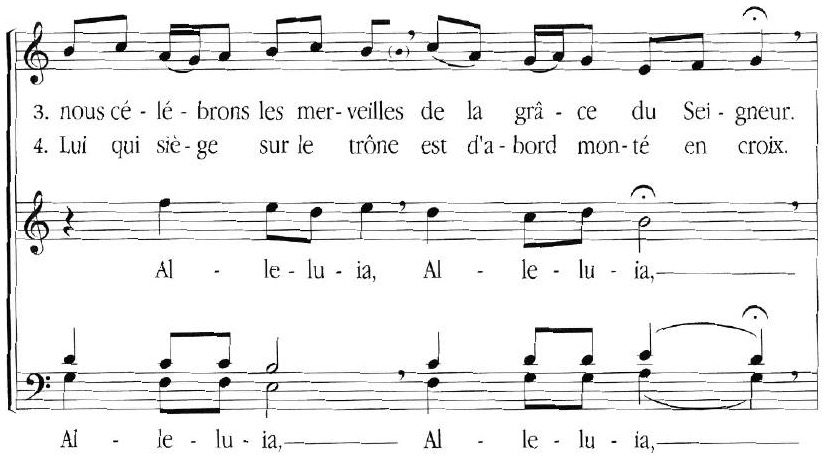 3. nous cé - lé - brons les mer - veilles de la grâ - ce du Sei - gneur.
4. Lui qui siè - ge sur le trône est d'a - bord mon - té en croix.
Al - le - lu - ia, Al - le - lu - ia,
Al - le - lu - ia, Al - le - lu - ia,